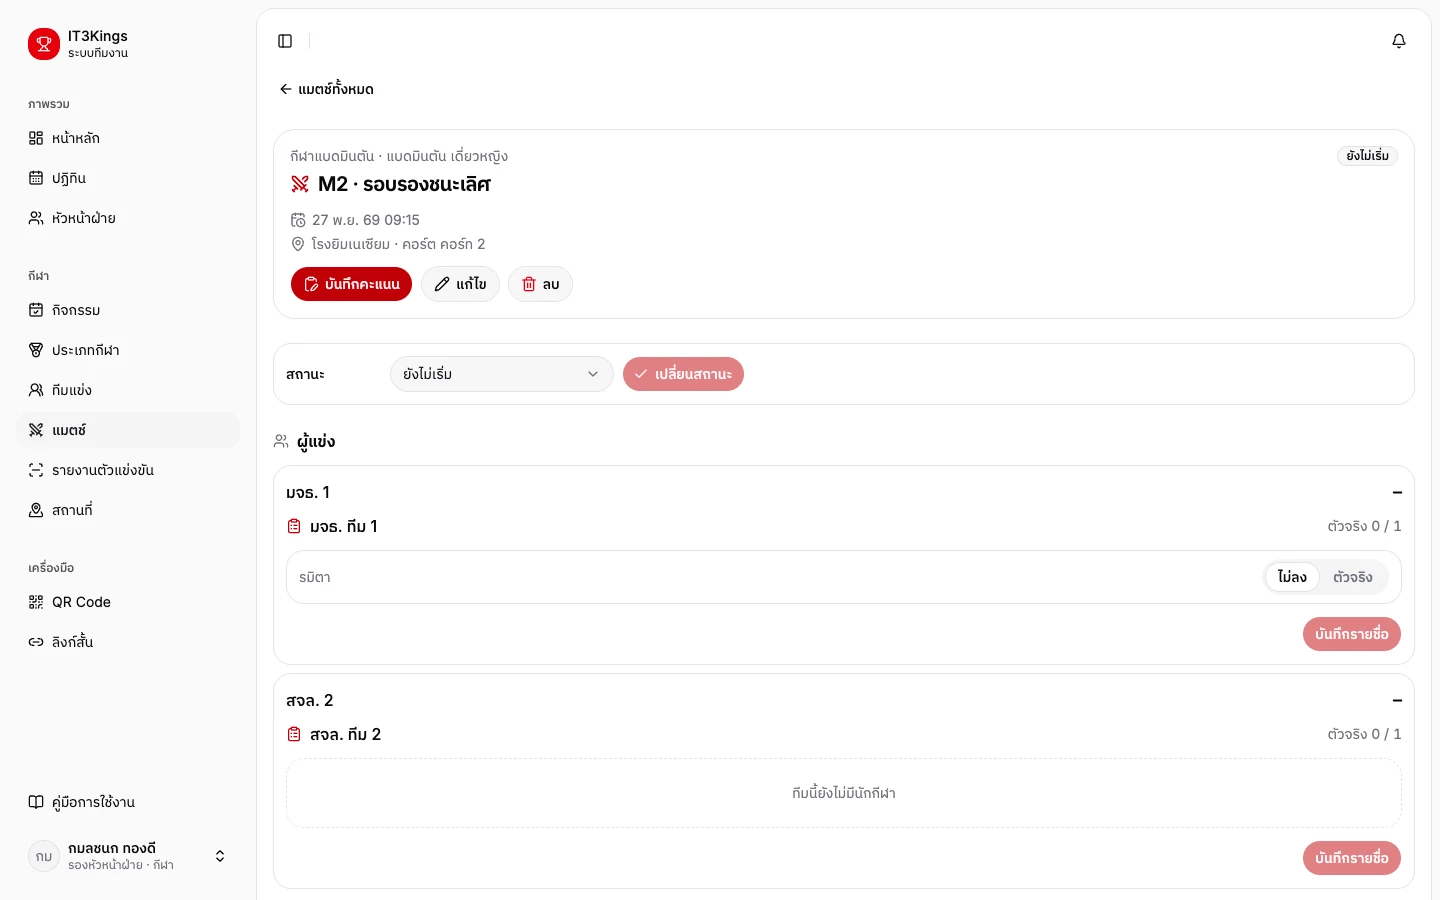 IT3Kings
ระบบทีมงาน
ภาพรวม
หน้าหลัก
ปฏิทิน
หัวหน้าฝ่าย
กีฬา
กิจกรรม
ประเภทกีฬา
ทีมแข่ง
แมตช์
รายงานตัวแข่งขัน
สถานที่
เครื่องมือ
QR Code
ลิงก์สั้น
คู่มือการใช้งาน
กม
กมลชนก ทองดี
รองหัวหน้าฝ่าย · กีฬา
แมตช์ทั้งหมด
กีฬาแบดมินตัน · แบดมินตัน เดี่ยวหญิง
ยังไม่เริ่ม
M2 · รอบรองชนะเลิศ
27 พ.ย. 69 09:15
โรงยิมเนเซียม · คอร์ต คอร์ท 2
บันทึกคะแนน
แก้ไข
ลบ
สถานะ
ยังไม่เริ่ม
เปลี่ยนสถานะ
ผู้แข่ง
มจธ. 1
–
มจธ. ทีม 1
ตัวจริง 0 / 1
รมิตา
ไม่ลง
ตัวจริง
บันทึกรายชื่อ
สจล. 2
–
สจล. ทีม 2
ตัวจริง 0 / 1
ทีมนี้ยังไม่มีนักกีฬา
บันทึกรายชื่อ